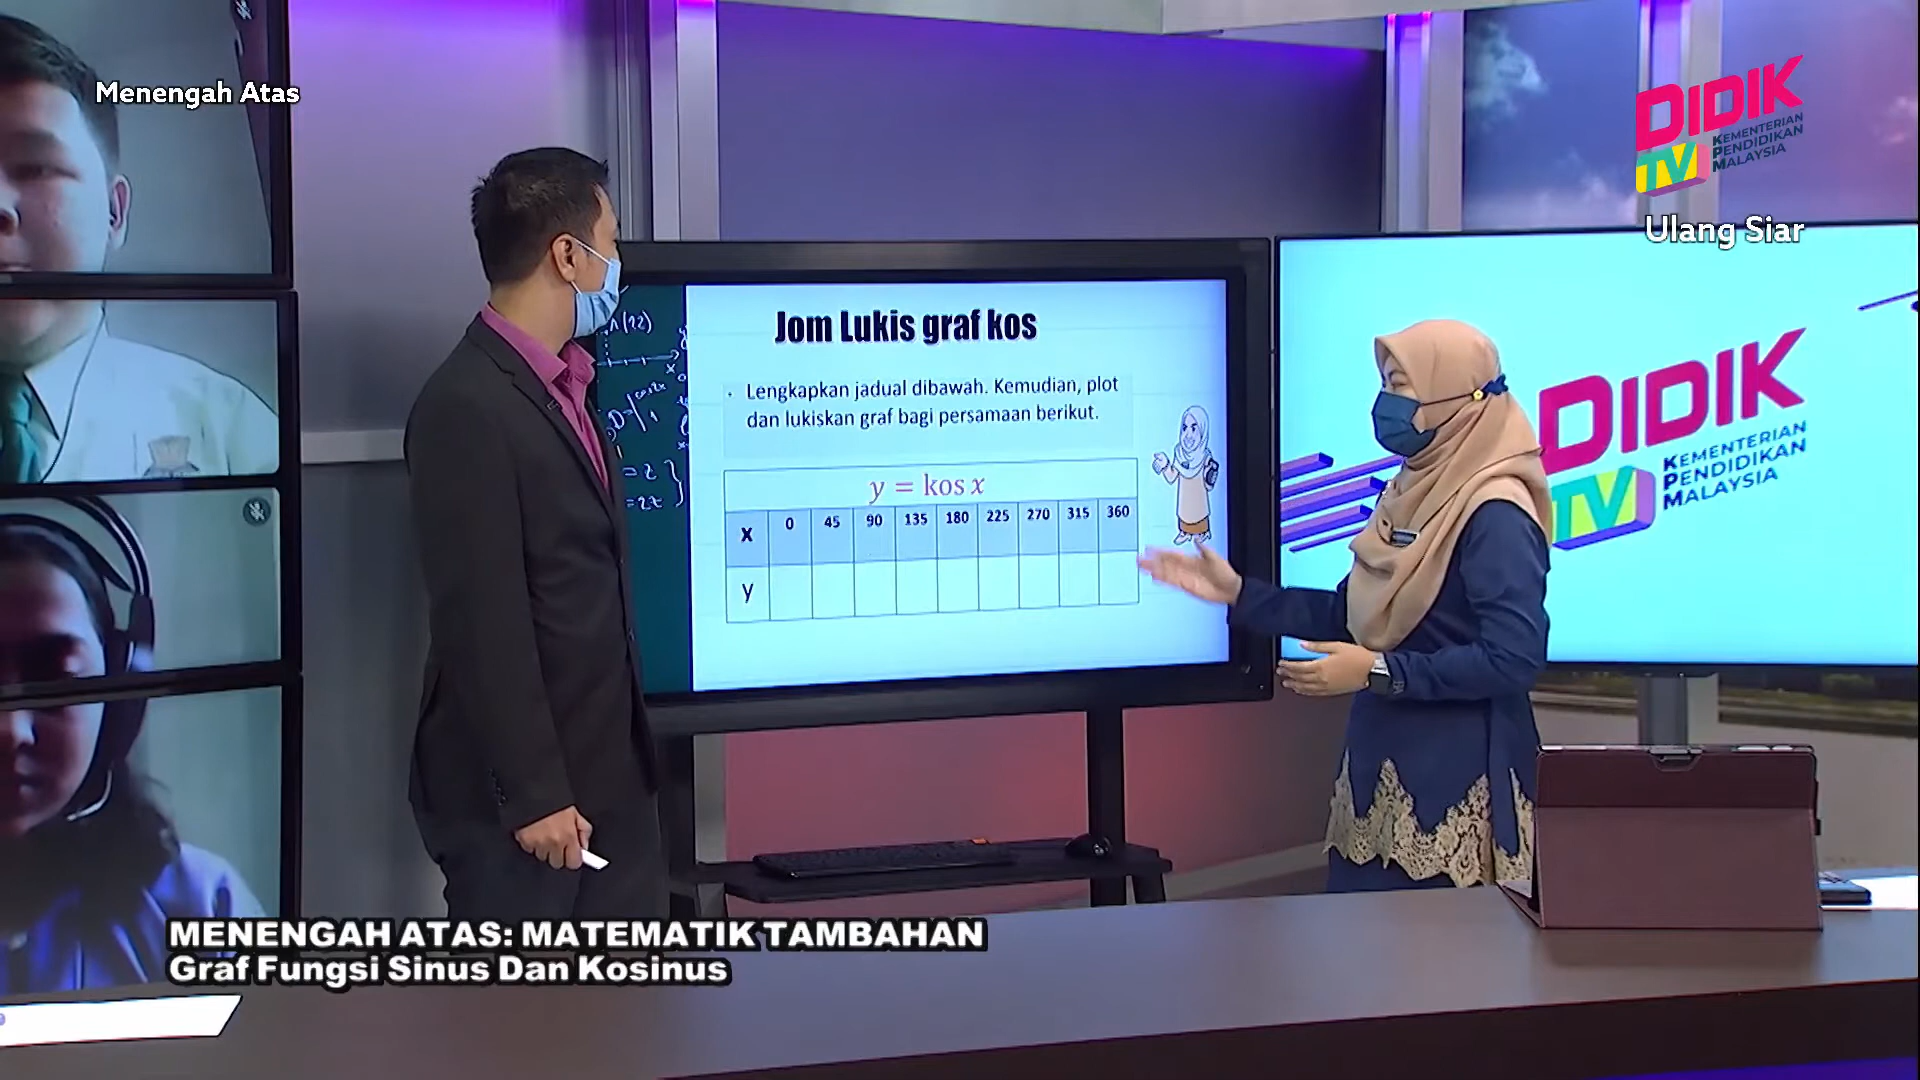 Menengah Atas
DIDIK
TV
KEMENTERIAN
PENDIDIKAN
MALAYSIA
Ulang Siar
Jom Lukis graf kos
• Lengkapkan jadual dibawah. Kemudian, plot
dan lukiskan graf bagi persamaan berikut.
y = kos x
x 0 45 90 135 180 225 270 315 360
y
DIDIK
TV
KEMENTERIAN
PENDIDIKAN
MALAYSIA
MENENGAH ATAS: MATEMATIK TAMBAHAN
Graf Fungsi Sinus Dan Kosinus